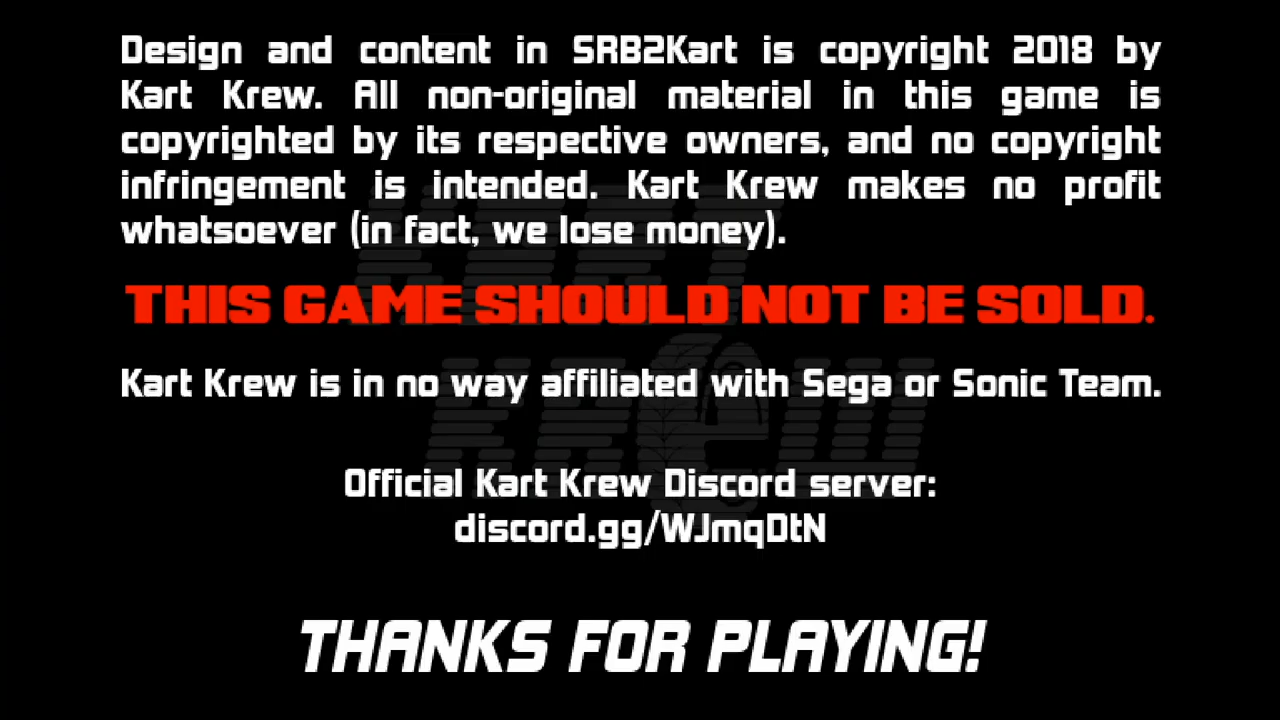 Design and content in SRB2Kart is copyright 2018 by
Kart Krew. All non-original material in this game is
copyrighted by its respective owners, and no copyright
infringement is intended. Kart Krew makes no profit
whatsoever (in fact, we lose money).
THIS GAME SHOULD NOT BE SOLD.
Kart Krew is in no way affiliated with Sega or Sonic Team.
Official Kart Krew Discord server:
discord.gg/WJmqDtN
THANKS FOR PLAYING!
KART
KREW